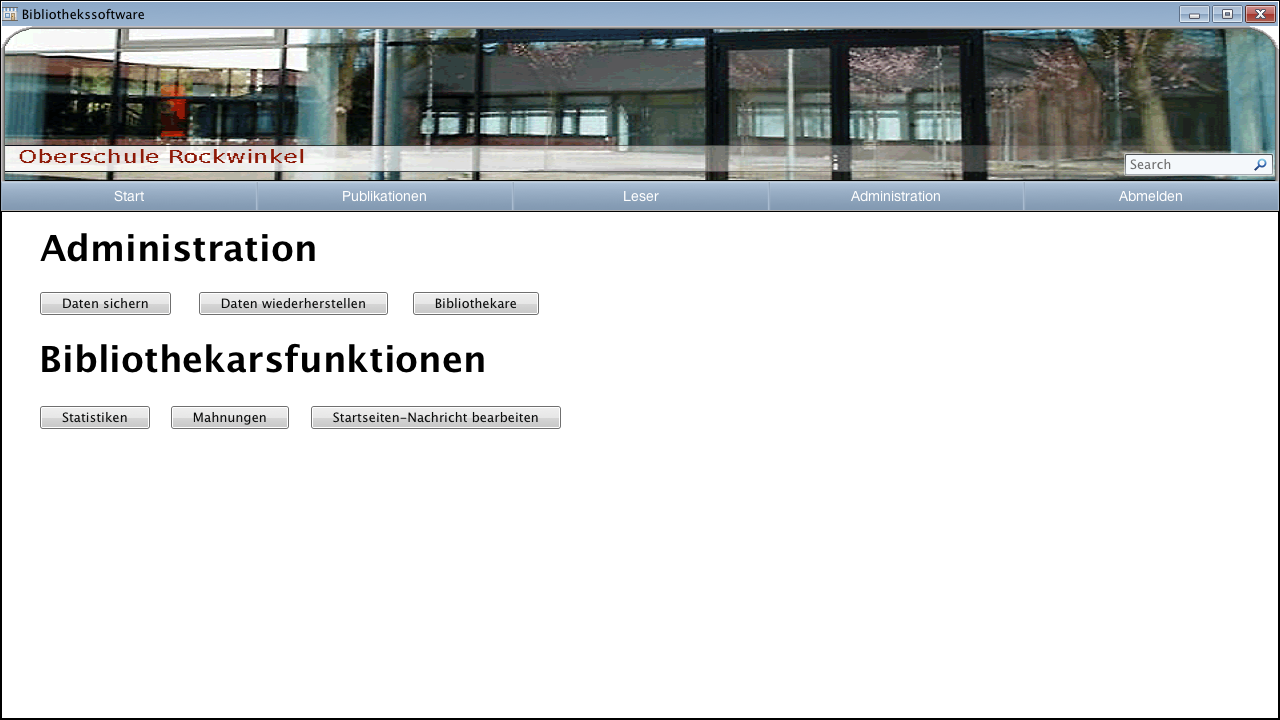 Bibliothekssoftware
Oberschule Rockwinkel
Search
Start Publikationen Leser Administration Abmelden
Administration
Daten sichern Daten wiederherstellen Bibliothekare
Bibliothekarsfunktionen
Statistiken Mahnungen Startseiten-Nachricht bearbeiten